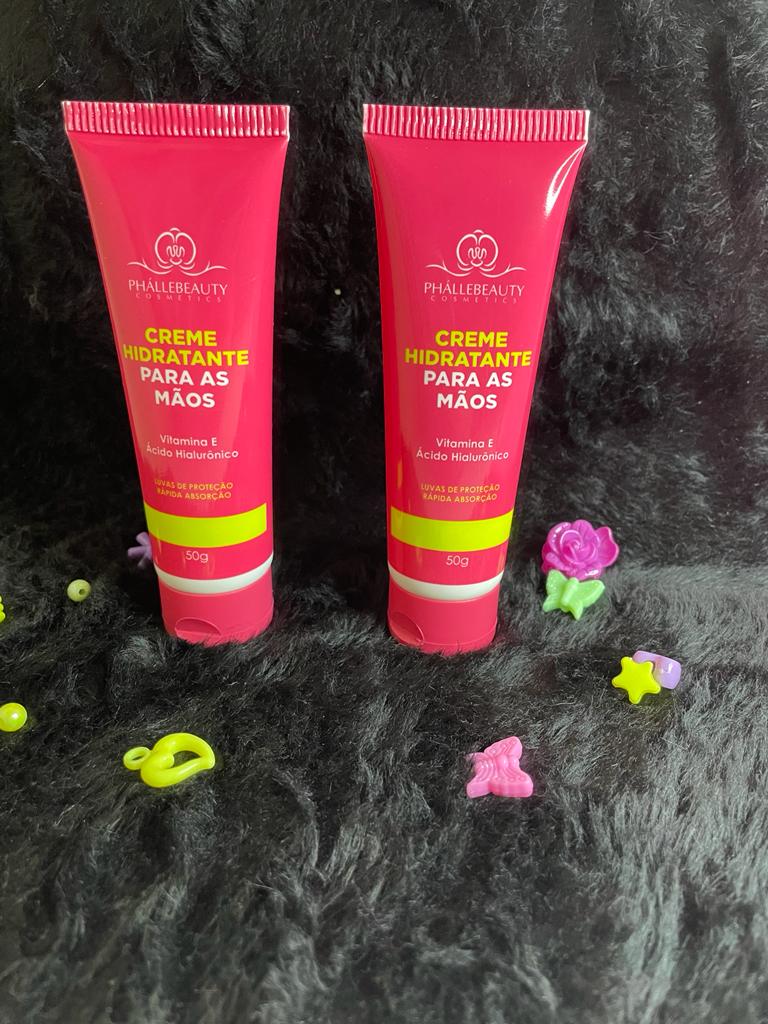 PHÁLLEBEAUTY
COSMETICS
CREME
HIDRATANTE
PARA AS
MÃOS
Vitamina E
Ácido Hialurônico
LUVAS DE PROTEÇÃO
RÁPIDA ABSORÇÃO
50g
PHÁLLEBEAUTY
COSMETICS
CREME
HIDRATANTE
PARA AS
MÃOS
Vitamina E
Ácido Hialurônico
LUVAS DE PROTEÇÃO
RÁPIDA ABSORÇÃO
50g